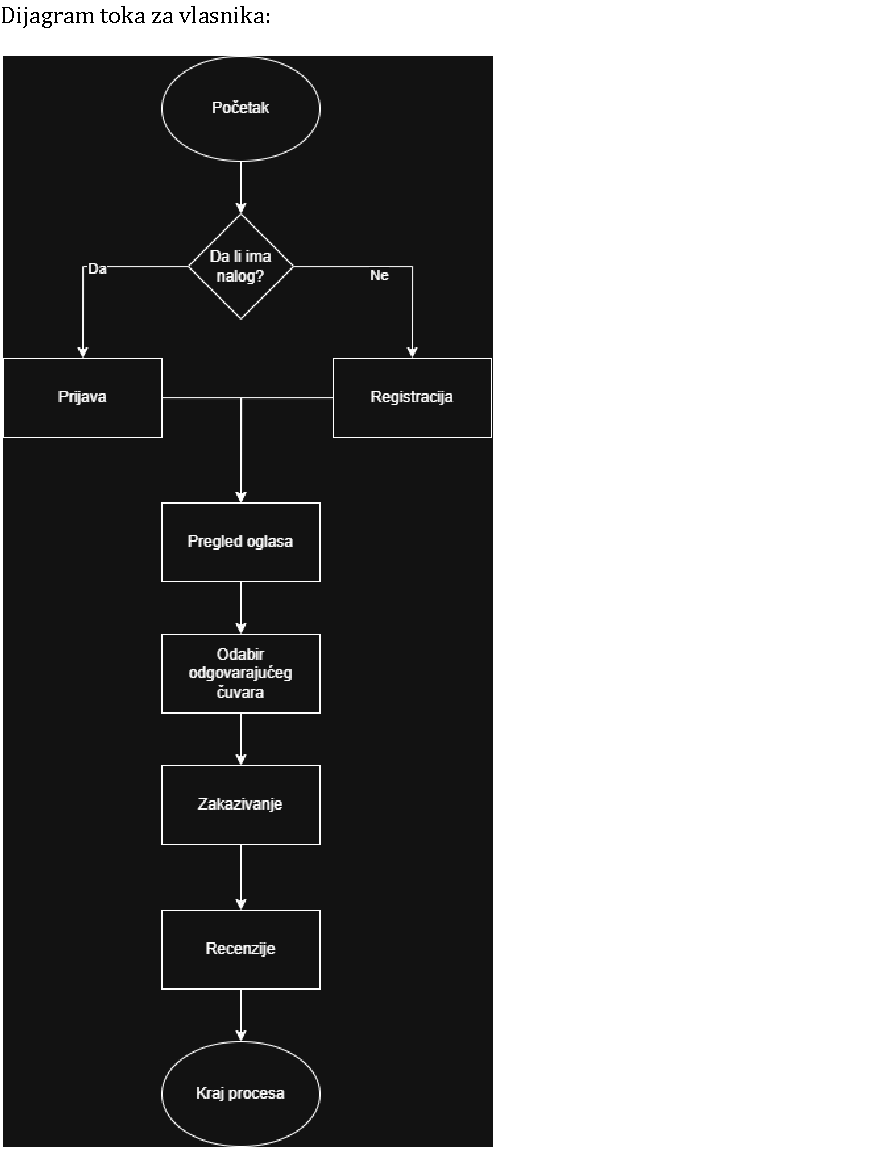 Dijagram toka za vlasnika:
Početak
Da li ima
nalog?
Da
Ne
Prijava
Registracija
Pregled oglasa
Odabir
odgovarajućeg
čuvara
Zakazivanje
Recenzije
Kraj procesa